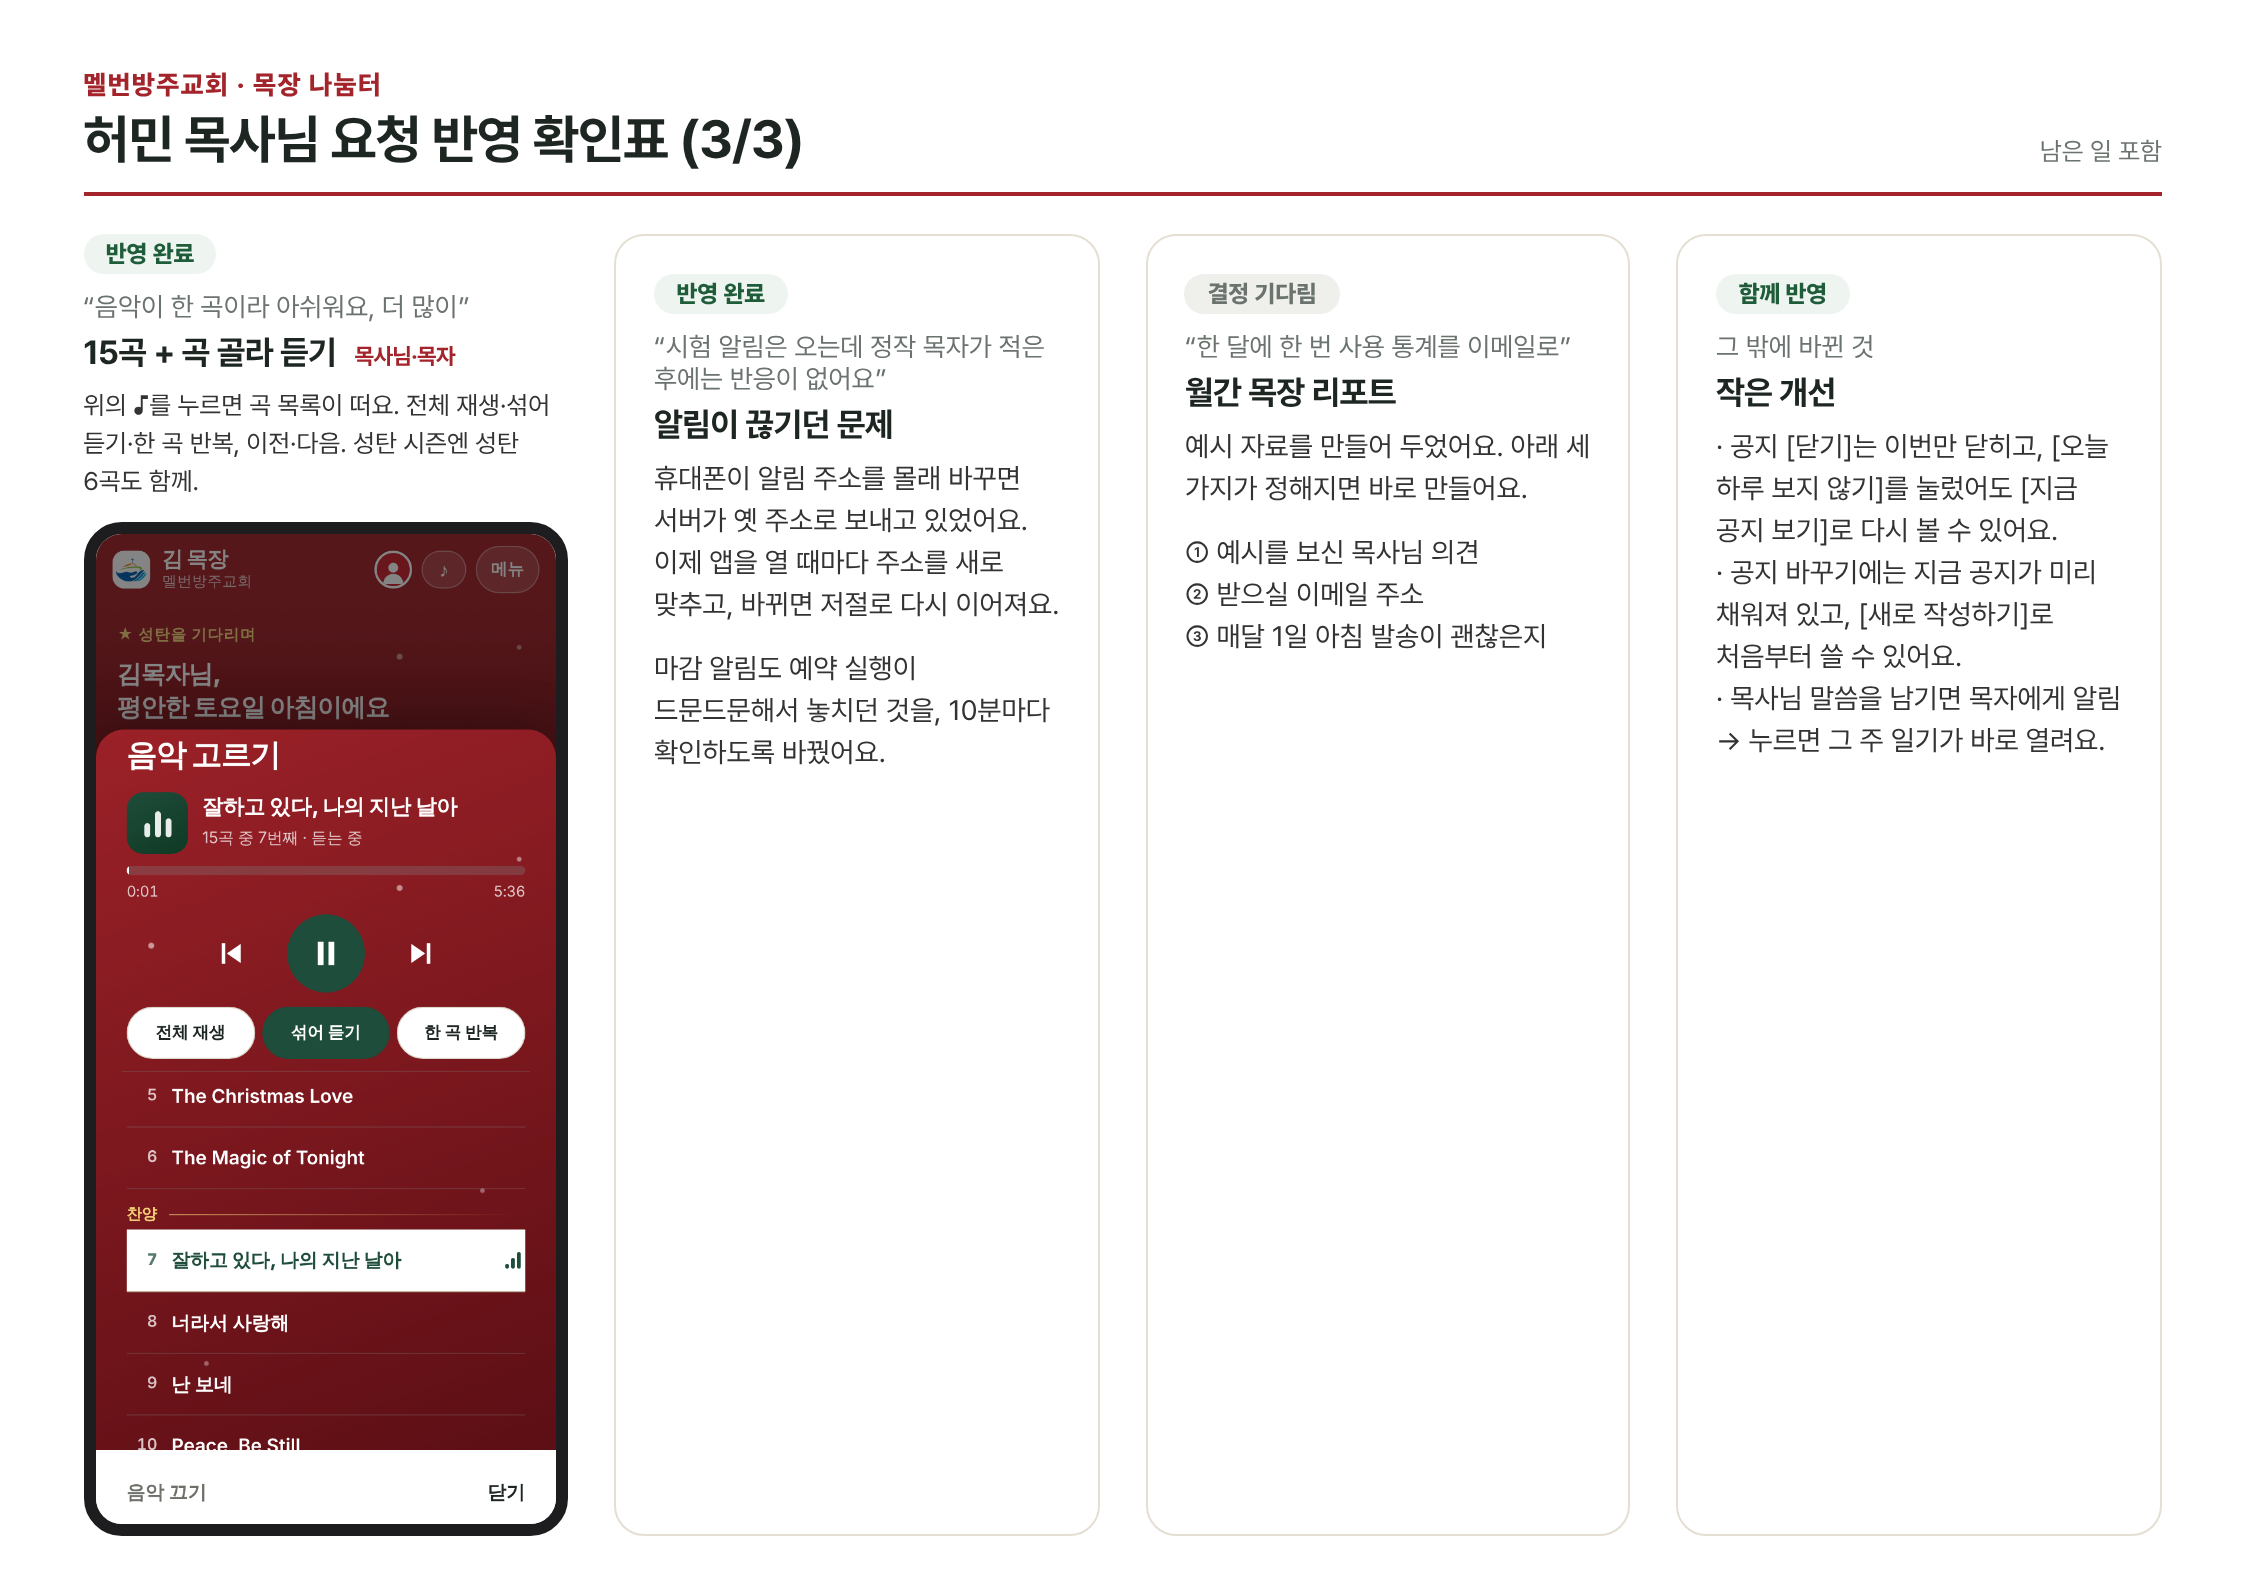 멜번방주교회 · 목장 나눔터
허민 목사님 요청 반영 확인표 (3/3)
남은 일 포함
반영 완료
“음악이 한 곡이라 아쉬워요, 더 많이”
15곡 + 곡 골라 듣기 목사님·목자
위의 ♪를 누르면 곡 목록이 떠요. 전체 재생·섞어
듣기·한 곡 반복, 이전·다음. 성탄 시즌엔 성탄
6곡도 함께.
김 목장
멜번방주교회
♪
메뉴
★ 성탄을 기다리며
김목자님,
평안한 토요일 아침이에요
음악 고르기
잘하고 있다, 나의 지난 날아
15곡 중 7번째 · 듣는 중
0:01
5:36
전체 재생
섞어 듣기
한 곡 반복
5 The Christmas Love
6 The Magic of Tonight
찬양
7 잘하고 있다, 나의 지난 날아
8 너라서 사랑해
9 난 보네
10 Peace, Be Still
음악 끄기
닫기
반영 완료
“시험 알림은 오는데 정작 목자가 적은
후에는 반응이 없어요”
알림이 끊기던 문제
휴대폰이 알림 주소를 몰래 바꾸면
서버가 옛 주소로 보내고 있었어요.
이제 앱을 열 때마다 주소를 새로
맞추고, 바뀌면 저절로 다시 이어져요.
마감 알림도 예약 실행이
드문드문해서 놓치던 것을, 10분마다
확인하도록 바꿨어요.
결정 기다림
“한 달에 한 번 사용 통계를 이메일로”
월간 목장 리포트
예시 자료를 만들어 두었어요. 아래 세
가지가 정해지면 바로 만들어요.
① 예시를 보신 목사님 의견
② 받으실 이메일 주소
③ 매달 1일 아침 발송이 괜찮은지
함께 반영
그 밖에 바뀐 것
작은 개선
· 공지 [닫기]는 이번만 닫히고, [오늘
하루 보지 않기]를 눌렀어도 [지금
공지 보기]로 다시 볼 수 있어요.
· 공지 바꾸기에는 지금 공지가 미리
채워져 있고, [새로 작성하기]로
처음부터 쓸 수 있어요.
· 목사님 말씀을 남기면 목자에게 알림
→ 누르면 그 주 일기가 바로 열려요.